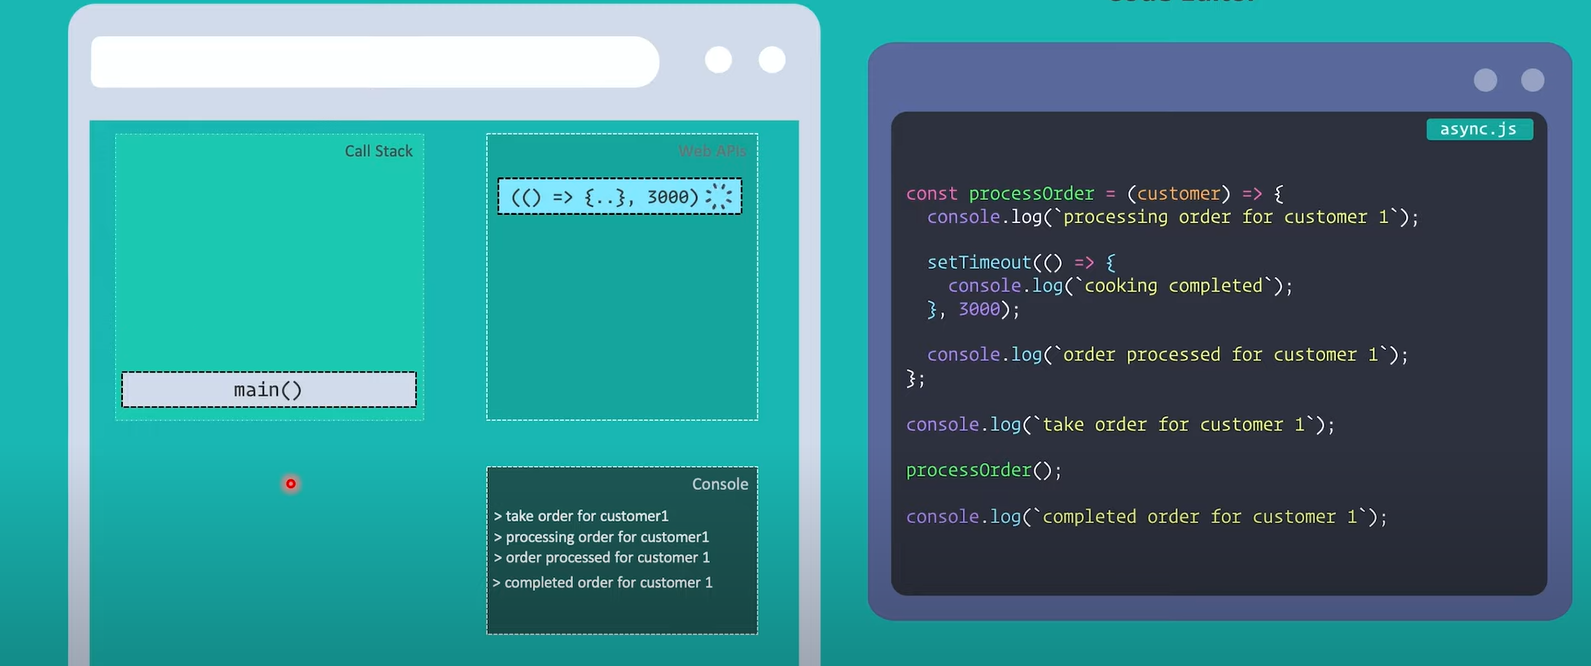 Call Stack
main()
Web APIs
(() => {..}, 3000)
Console
> take order for customer1
> processing order for customer1
> order processed for customer 1
> completed order for customer 1
async.js
const processOrder = (customer) => {
  console.log(`processing order for customer 1`);
  setTimeout(() => {
    console.log(`cooking completed`);
  }, 3000);
  console.log(`order processed for customer 1`);
};
console.log(`take order for customer 1`);
processOrder();
console.log(`completed order for customer 1`);